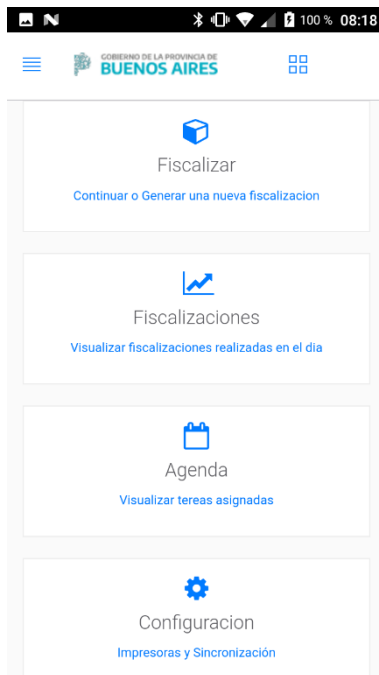 100 % 08:18
GOBIERNO DE LA PROVINCIA DE
BUENOS AIRES
Fiscalizar
Continuar o Generar una nueva fiscalizacion
Fiscalizaciones
Visualizar fiscalizaciones realizadas en el dia
Agenda
Visualizar tereas asignadas
Configuracion
Impresoras y Sincronización